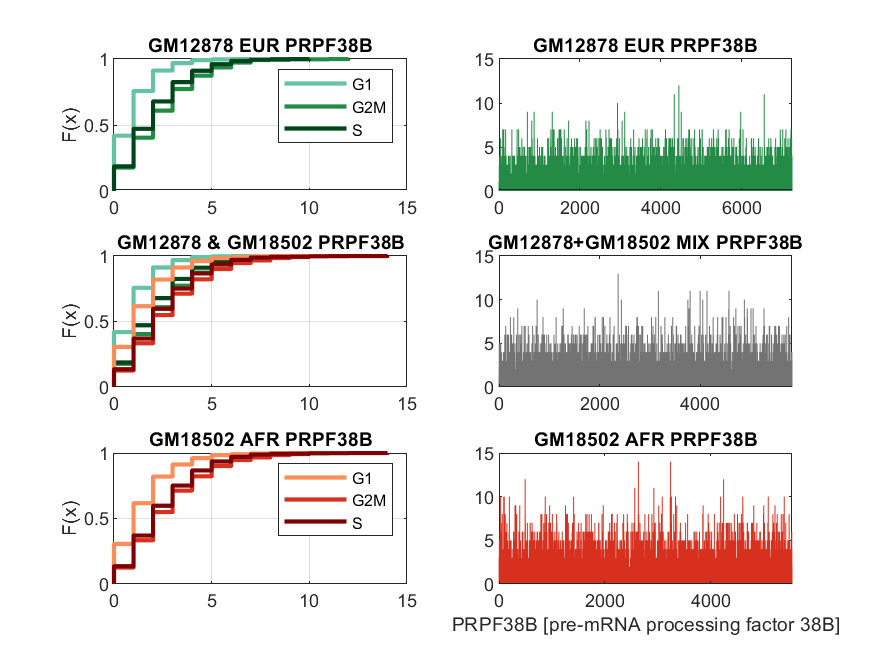 GM12878 EUR PRPF38B
F(x)
1
0.5
0
0 5 10 15
G1
G2M
S
GM12878 EUR PRPF38B
15
10
5
0
0 2000 4000 6000
GM12878 & GM18502 PRPF38B
F(x)
1
0.5
0
0 5 10 15
GM12878+GM18502 MIX PRPF38B
15
10
5
0
0 2000 4000
GM18502 AFR PRPF38B
F(x)
1
0.5
0
0 5 10 15
G1
G2M
S
GM18502 AFR PRPF38B
15
10
5
0
0 2000 4000
PRPF38B [pre-mRNA processing factor 38B]